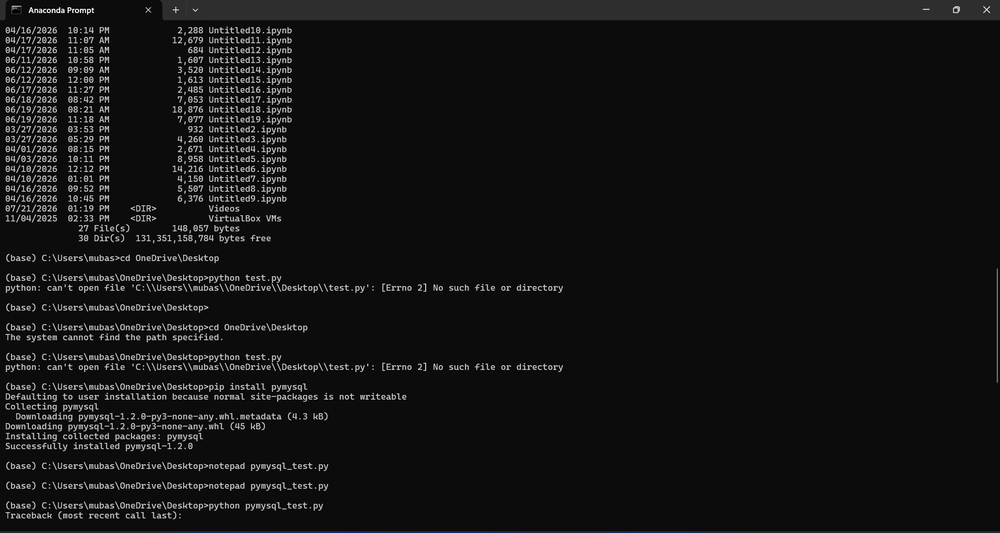 Anaconda Prompt
04/16/2026  10:14 PM             2,288 Untitled10.ipynb
04/17/2026  11:07 AM            12,679 Untitled11.ipynb
04/17/2026  11:05 AM               684 Untitled12.ipynb
06/11/2026  10:58 PM             1,607 Untitled13.ipynb
06/12/2026  09:09 AM             3,520 Untitled14.ipynb
06/12/2026  12:00 PM             1,613 Untitled15.ipynb
06/17/2026  11:27 PM             2,485 Untitled16.ipynb
06/18/2026  08:42 PM             7,053 Untitled17.ipynb
06/19/2026  08:21 AM            18,876 Untitled18.ipynb
06/19/2026  11:18 AM             7,077 Untitled19.ipynb
03/27/2026  03:53 PM               932 Untitled2.ipynb
03/27/2026  05:29 PM             4,260 Untitled3.ipynb
04/01/2026  08:15 PM             2,671 Untitled4.ipynb
04/03/2026  10:11 PM             8,958 Untitled5.ipynb
04/10/2026  12:12 PM            14,216 Untitled6.ipynb
04/10/2026  01:01 PM             4,150 Untitled7.ipynb
04/16/2026  09:52 PM             5,507 Untitled8.ipynb
04/16/2026  10:45 PM             6,376 Untitled9.ipynb
07/21/2026  01:19 PM    <DIR>          Videos
11/04/2025  02:33 PM    <DIR>          VirtualBox VMs
              27 File(s)        148,057 bytes
              30 Dir(s)  131,351,158,784 bytes free
(base) C:\Users\mubas>cd OneDrive\Desktop
(base) C:\Users\mubas\OneDrive\Desktop>python test.py
python: can't open file 'C:\\Users\\mubas\\OneDrive\\Desktop\\test.py': [Errno 2] No such file or directory
(base) C:\Users\mubas\OneDrive\Desktop>
(base) C:\Users\mubas\OneDrive\Desktop>cd OneDrive\Desktop
The system cannot find the path specified.
(base) C:\Users\mubas\OneDrive\Desktop>python test.py
python: can't open file 'C:\\Users\\mubas\\OneDrive\\Desktop\\test.py': [Errno 2] No such file or directory
(base) C:\Users\mubas\OneDrive\Desktop>pip install pymysql
Defaulting to user installation because normal site-packages is not writeable
Collecting pymysql
  Downloading pymysql-1.2.0-py3-none-any.whl.metadata (4.3 kB)
Downloading pymysql-1.2.0-py3-none-any.whl (45 kB)
Installing collected packages: pymysql
Successfully installed pymysql-1.2.0
(base) C:\Users\mubas\OneDrive\Desktop>notepad pymysql_test.py
(base) C:\Users\mubas\OneDrive\Desktop>notepad pymysql_test.py
(base) C:\Users\mubas\OneDrive\Desktop>python pymysql_test.py
Traceback (most recent call last):